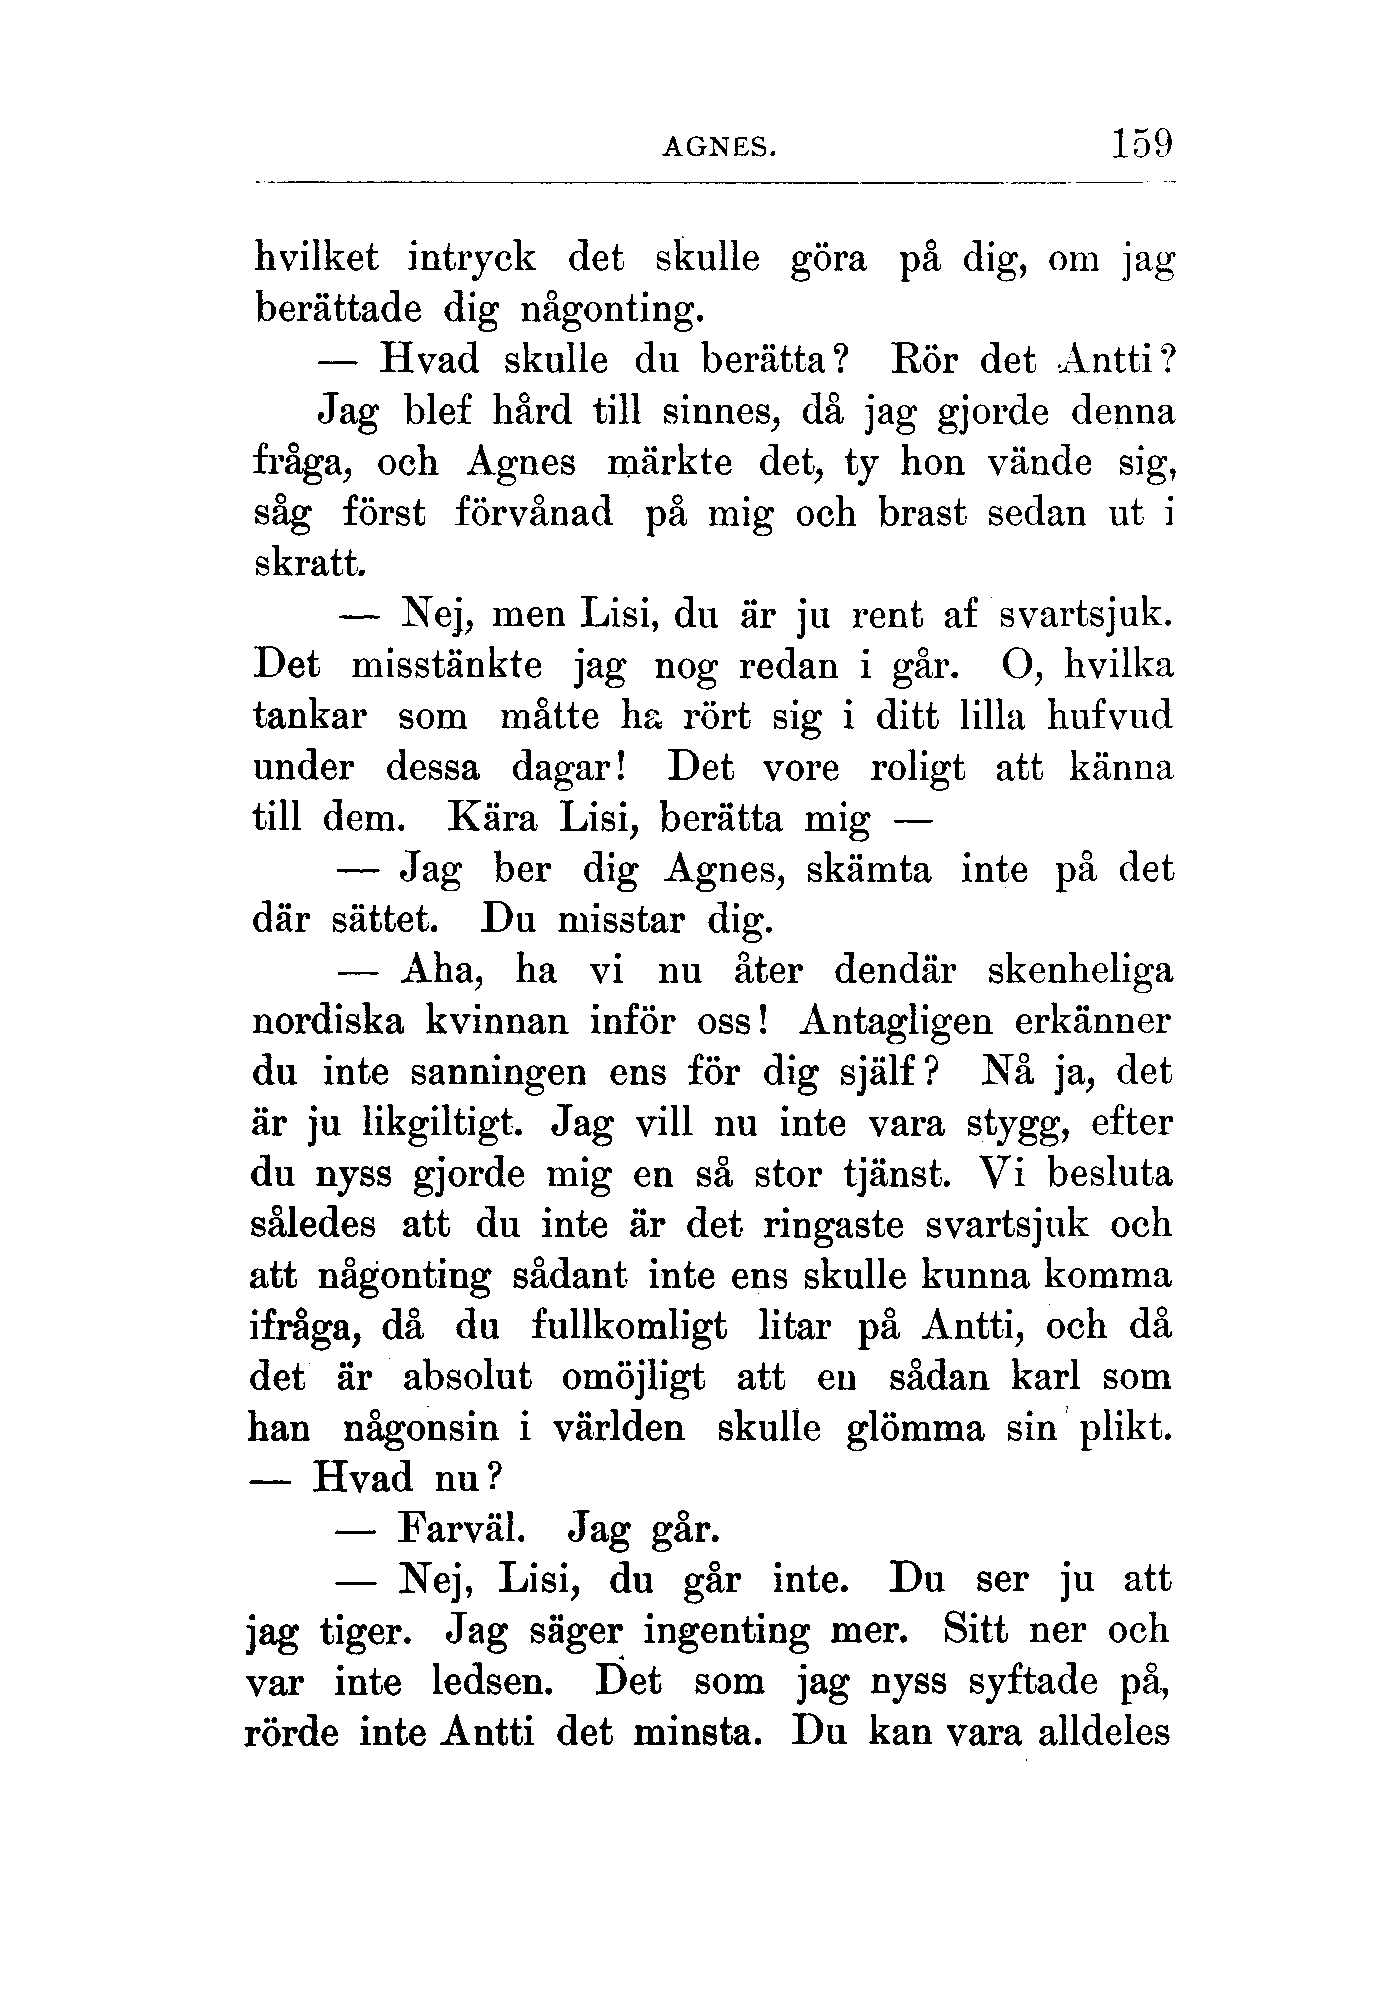 AGNES. 159
hvilket intryck det skulle göra på dig, om jag
berättade dig någonting.
— Hvad skulle du berätta? Rör det Antti?
Jag blef hård till sinnes, då jag gjorde denna
fråga, och Agnes märkte det, ty hon vände sig,
såg först förvånad på mig och brast sedan ut i
skratt.
— Nej, men Lisi, du är ju rent af svartsjuk.
Det misstänkte jag nog redan i går. O, hvilka
tankar som måtte ha rört sig i ditt lilla hufvud
under dessa dagar! Det vore roligt att känna
till dem. Kära Lisi, berätta mig —
— Jag ber dig Agnes, skämta inte på det
där sättet. Du misstar dig.
— Aha, ha vi nu åter dendär skenheliga
nordiska kvinnan inför oss! Antagligen erkänner
du inte sanningen ens för dig själf? Nå ja, det
är ju likgiltigt. Jag vill nu inte vara stygg, efter
du nyss gjorde mig en så stor tjänst. Vi besluta
således att du inte är det ringaste svartsjuk och
att någonting sådant inte ens skulle kunna komma
ifråga, då du fullkomligt litar på Antti, och då
det är absolut omöjligt att en sådan karl som
han någonsin i världen skulle glömma sin plikt.
— Hvad nu?
— Farväl. Jag går.
— Nej, Lisi, du går inte. Du ser ju att
jag tiger. Jag säger ingenting mer. Sitt ner och
var inte ledsen. Det som jag nyss syftade på,
rörde inte Antti det minsta. Du kan vara alldeles